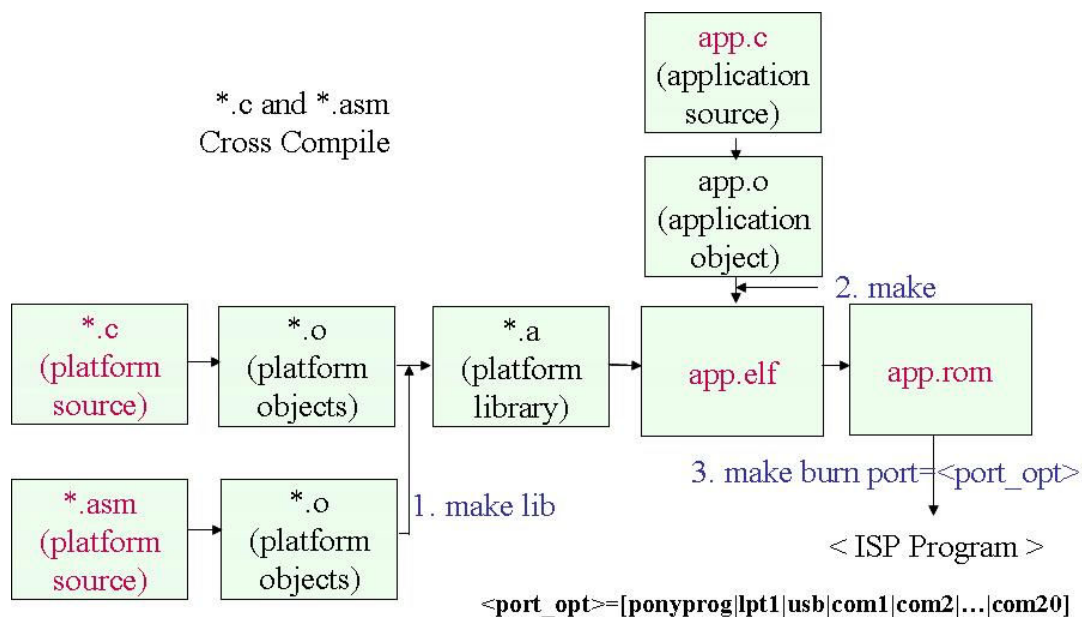 app.c
(application
source)
*.c and *.asm
Cross Compile
app.o
(application
object)
2. make
*.c
(platform
source)
*.o
(platform
objects)
*.a
(platform
library)
app.elf
app.rom
3. make burn port=<port_opt>
*.asm
(platform
source)
*.o
(platform
objects)
1. make lib
< ISP Program >
<port_opt>=[ponyprog|lpt1|usb|com1|com2|…|com20]